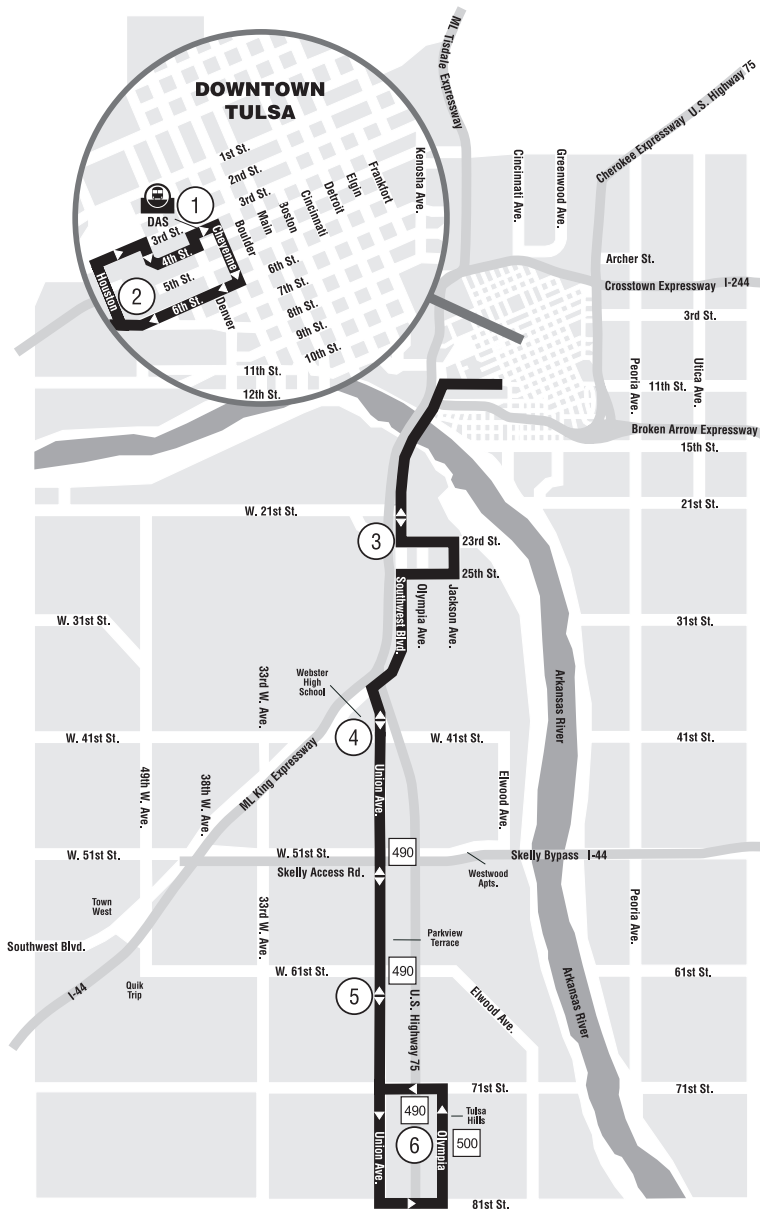 DOWNTOWN
TULSA
1st St.
2nd St.
3rd St.
DAS
1
3rd St.
4th St.
5th St.
6th St.
2
Houston
Cheyenne
Denver
Boulder
Main
Boston
Cincinnati
Detroit
Elgin
Frankfort
6th St.
7th St.
8th St.
9th St.
10th St.
11th St.
12th St.
Kenosha Ave.
ML Tisdale Expressway
Cincinnati Ave.
Greenwood Ave.
Cherokee Expressway U.S. Highway 75
Archer St.
Crosstown Expressway I-244
3rd St.
Peoria Ave.
11th St.
Utica Ave.
Broken Arrow Expressway
15th St.
W. 21st St.
21st St.
3
23rd St.
25th St.
Southwest Blvd.
Olympia Ave.
Jackson Ave.
W. 31st St.
31st St.
Webster
High
School
33rd W. Ave.
4
W. 41st St.
W. 41st St.
41st St.
Arkansas River
49th W. Ave.
38th W. Ave.
ML King Expressway
Union Ave.
Elwood Ave.
W. 51st St.
W. 51st St.
490
Skelly Bypass I-44
Skelly Access Rd.
Westwood
Apts.
Town
West
33rd W. Ave.
Peoria Ave.
Parkview
Terrace
Southwest Blvd.
I-44
Quik
Trip
W. 61st St.
490
61st St.
5
U.S. Highway 75
Elwood Ave.
Arkansas River
71st St.
71st St.
490
Tulsa
Hills
6
500
Union Ave.
Olympia
81st St.